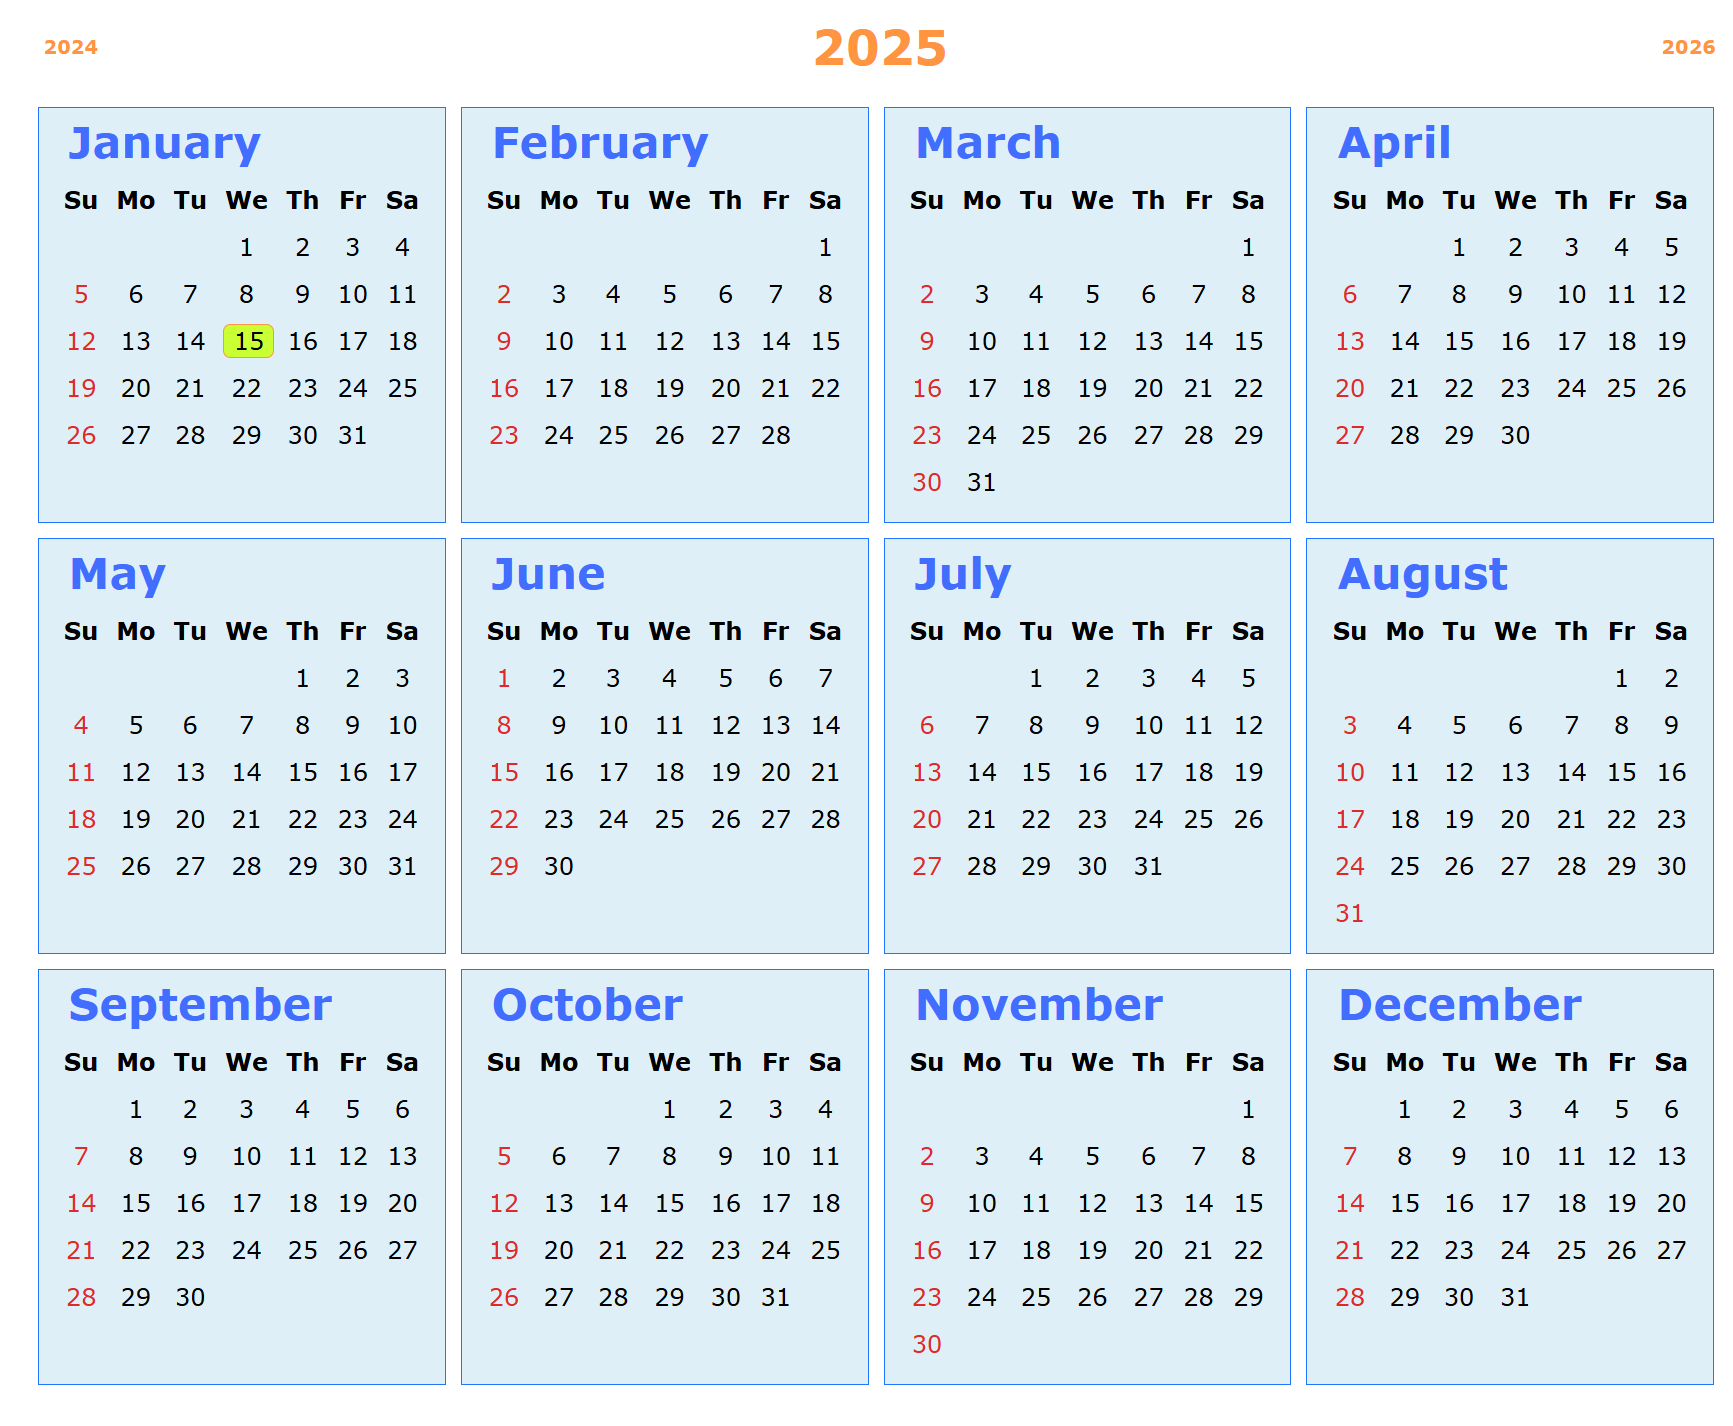 2024 2025 2026
January
Su Mo Tu We Th Fr Sa
1 2 3 4
5 6 7 8 9 10 11
12 13 14 15 16 17 18
19 20 21 22 23 24 25
26 27 28 29 30 31
February
Su Mo Tu We Th Fr Sa
1
2 3 4 5 6 7 8
9 10 11 12 13 14 15
16 17 18 19 20 21 22
23 24 25 26 27 28
March
Su Mo Tu We Th Fr Sa
1
2 3 4 5 6 7 8
9 10 11 12 13 14 15
16 17 18 19 20 21 22
23 24 25 26 27 28 29
30 31
April
Su Mo Tu We Th Fr Sa
1 2 3 4 5
6 7 8 9 10 11 12
13 14 15 16 17 18 19
20 21 22 23 24 25 26
27 28 29 30
May
Su Mo Tu We Th Fr Sa
1 2 3
4 5 6 7 8 9 10
11 12 13 14 15 16 17
18 19 20 21 22 23 24
25 26 27 28 29 30 31
June
Su Mo Tu We Th Fr Sa
1 2 3 4 5 6 7
8 9 10 11 12 13 14
15 16 17 18 19 20 21
22 23 24 25 26 27 28
29 30
July
Su Mo Tu We Th Fr Sa
1 2 3 4 5
6 7 8 9 10 11 12
13 14 15 16 17 18 19
20 21 22 23 24 25 26
27 28 29 30 31
August
Su Mo Tu We Th Fr Sa
1 2
3 4 5 6 7 8 9
10 11 12 13 14 15 16
17 18 19 20 21 22 23
24 25 26 27 28 29 30
31
September
Su Mo Tu We Th Fr Sa
1 2 3 4 5 6
7 8 9 10 11 12 13
14 15 16 17 18 19 20
21 22 23 24 25 26 27
28 29 30
October
Su Mo Tu We Th Fr Sa
1 2 3 4
5 6 7 8 9 10 11
12 13 14 15 16 17 18
19 20 21 22 23 24 25
26 27 28 29 30 31
November
Su Mo Tu We Th Fr Sa
1
2 3 4 5 6 7 8
9 10 11 12 13 14 15
16 17 18 19 20 21 22
23 24 25 26 27 28 29
30
December
Su Mo Tu We Th Fr Sa
1 2 3 4 5 6
7 8 9 10 11 12 13
14 15 16 17 18 19 20
21 22 23 24 25 26 27
28 29 30 31